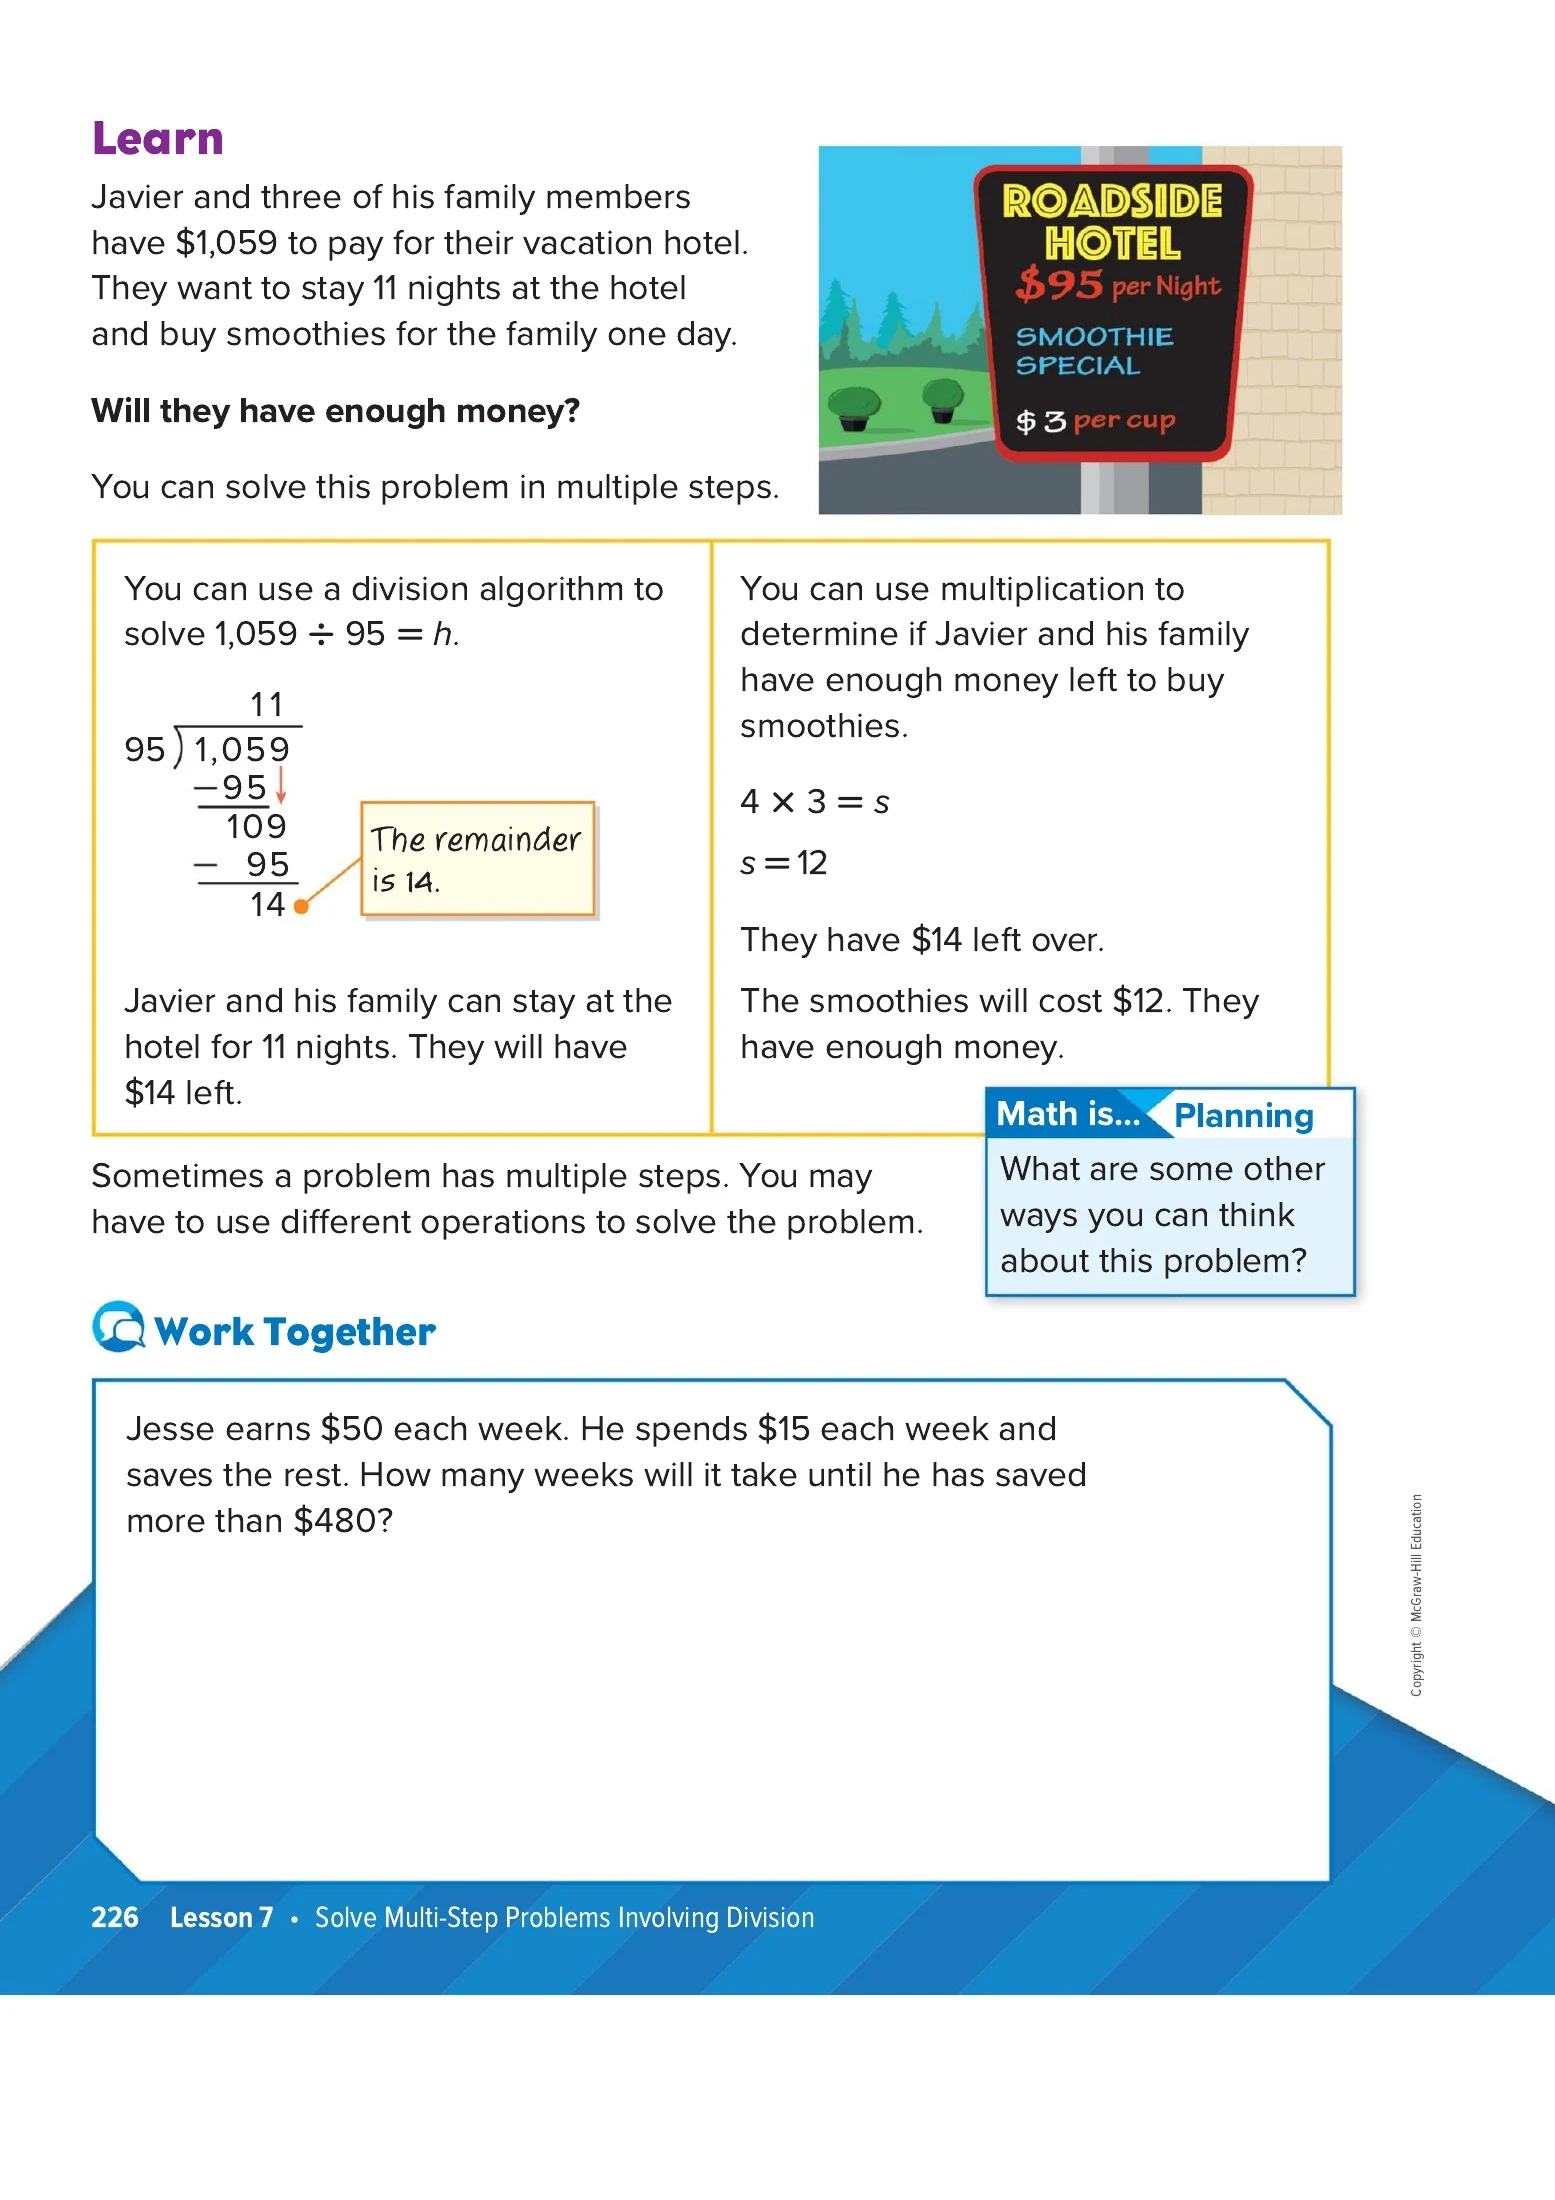 Learn
Javier and three of his family members
have $1,059 to pay for their vacation hotel.
They want to stay 11 nights at the hotel
and buy smoothies for the family one day.
Will they have enough money?
You can solve this problem in multiple steps.
ROADSIDE
HOTEL
$95 per Night
SMOOTHIE
SPECIAL
$3 per cup
You can use a division algorithm to
solve 1,059 ÷ 95 = h.
11
95)1,059
−95
109
− 95
14
The remainder
is 14.
Javier and his family can stay at the
hotel for 11 nights. They will have
$14 left.
You can use multiplication to
determine if Javier and his family
have enough money left to buy
smoothies.
4 × 3 = s
s = 12
They have $14 left over.
The smoothies will cost $12. They
have enough money.
Math is... Planning
What are some other
ways you can think
about this problem?
Sometimes a problem has multiple steps. You may
have to use different operations to solve the problem.
Work Together
Jesse earns $50 each week. He spends $15 each week and
saves the rest. How many weeks will it take until he has saved
more than $480?
Copyright © McGraw-Hill Education
226 Lesson 7 • Solve Multi-Step Problems Involving Division